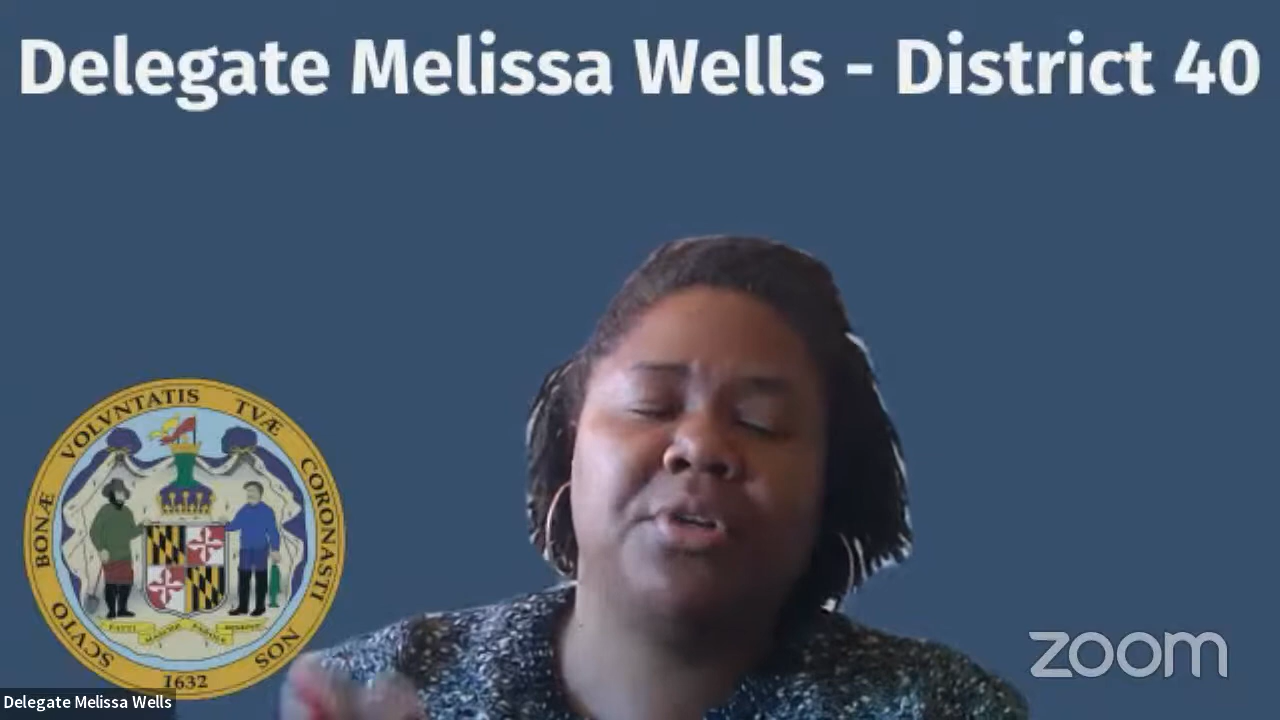 Delegate Melissa Wells - District 40
SCVTO BONÆ VOLVNTATIS TVÆ CORONASTI NOS
1632
zoom
Delegate Melissa Wells